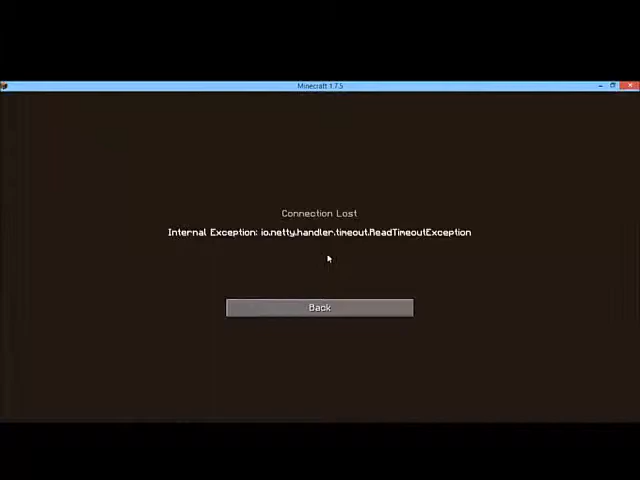 Minecraft 1.7.5
Connection Lost
Internal Exception: io.netty.handler.timeout.ReadTimeoutException
Back